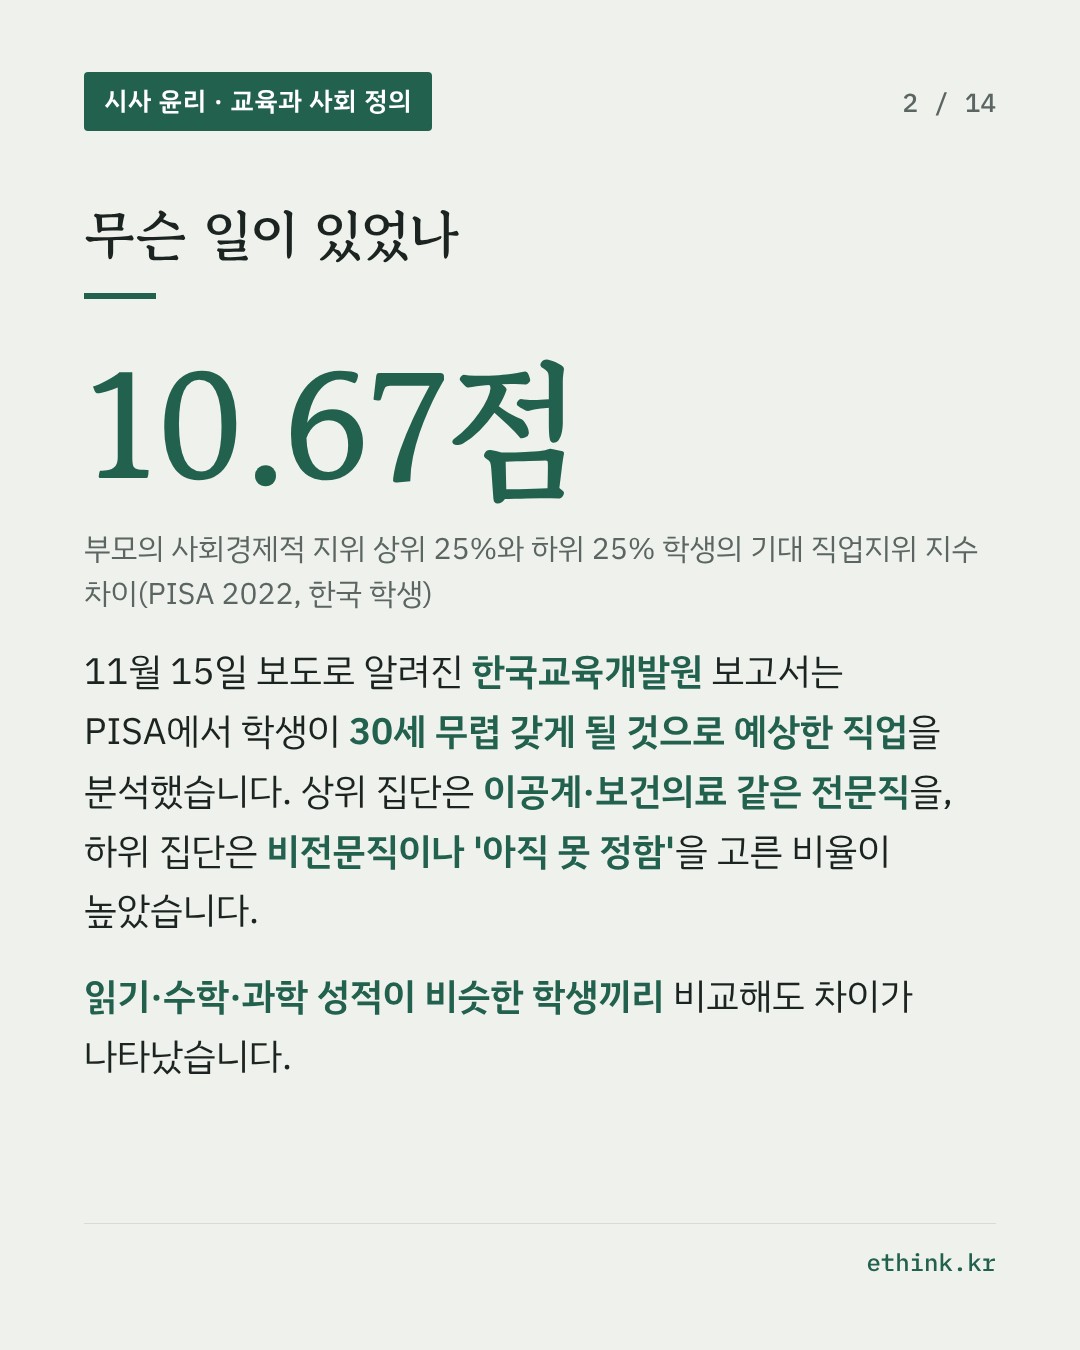 시사 윤리 · 교육과 사회 정의
2 / 14
무슨 일이 있었나
10.67점
부모의 사회경제적 지위 상위 25%와 하위 25% 학생의 기대 직업지위 지수
차이(PISA 2022, 한국 학생)
11월 15일 보도로 알려진 한국교육개발원 보고서는
PISA에서 학생이 30세 무렵 갖게 될 것으로 예상한 직업을
분석했습니다. 상위 집단은 이공계·보건의료 같은 전문직을,
하위 집단은 비전문직이나 '아직 못 정함'을 고른 비율이
높았습니다.
읽기·수학·과학 성적이 비슷한 학생끼리 비교해도 차이가
나타났습니다.
ethink.kr